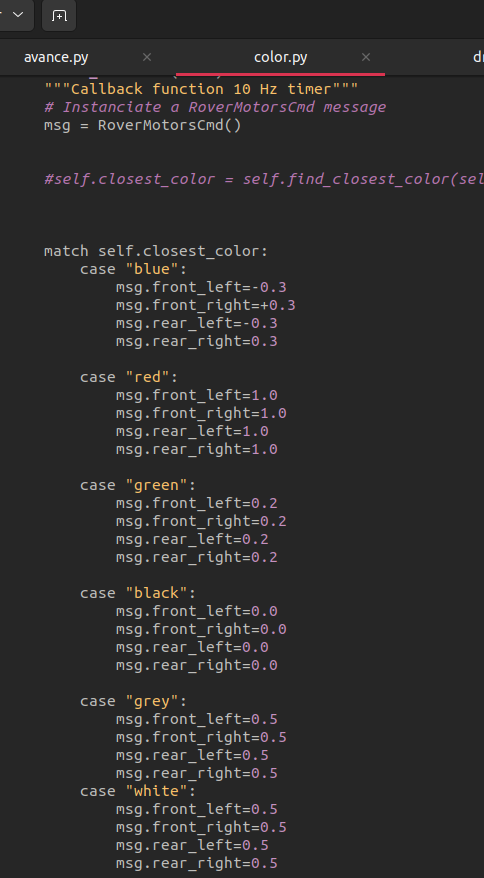 avance.py
color.py
"""Callback function 10 Hz timer"""
# Instanciate a RoverMotorsCmd message
msg = RoverMotorsCmd()
#self.closest_color = self.find_closest_color(sel
match self.closest_color:
case "blue":
msg.front_left=-0.3
msg.front_right=+0.3
msg.rear_left=-0.3
msg.rear_right=0.3
case "red":
msg.front_left=1.0
msg.front_right=1.0
msg.rear_left=1.0
msg.rear_right=1.0
case "green":
msg.front_left=0.2
msg.front_right=0.2
msg.rear_left=0.2
msg.rear_right=0.2
case "black":
msg.front_left=0.0
msg.front_right=0.0
msg.rear_left=0.0
msg.rear_right=0.0
case "grey":
msg.front_left=0.5
msg.front_right=0.5
msg.rear_left=0.5
msg.rear_right=0.5
case "white":
msg.front_left=0.5
msg.front_right=0.5
msg.rear_left=0.5
msg.rear_right=0.5